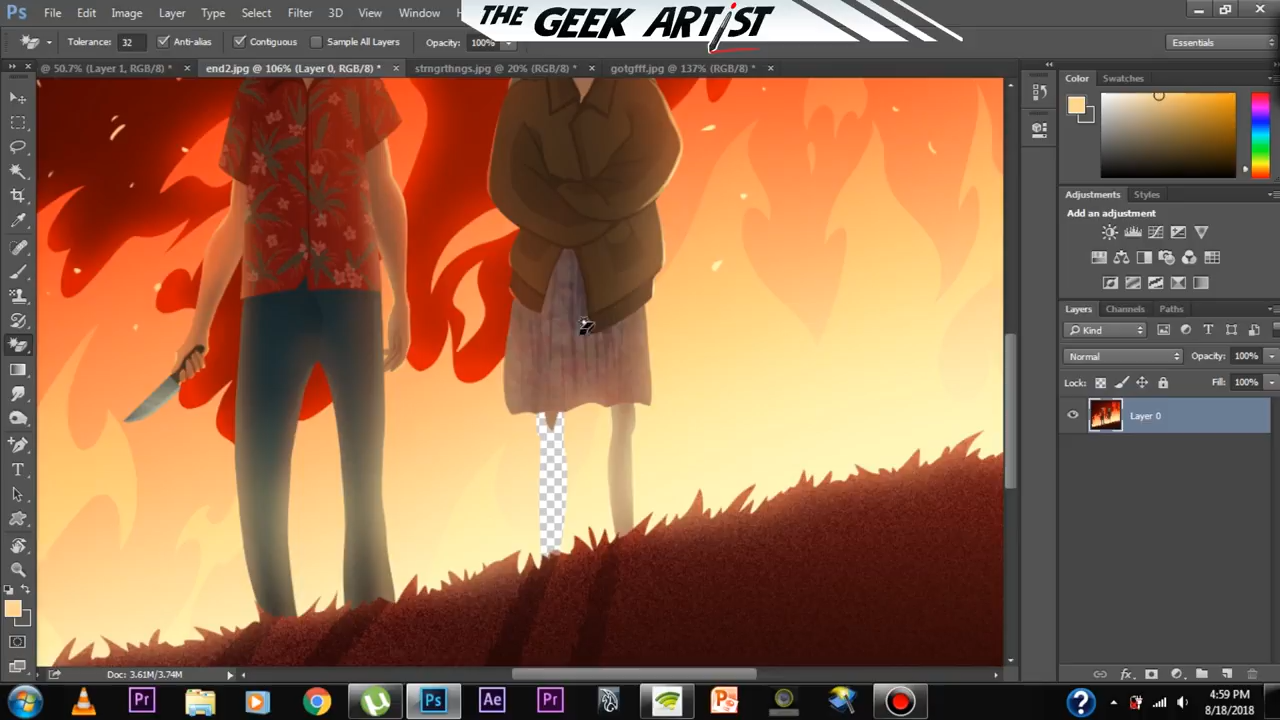 Ps File Edit Image Layer Type Select Filter 3D View Window
THE GEEK ARTIST
Tolerance: 32 Anti-alias Contiguous Sample All Layers Opacity: 100% Essentials
@ 50.7% (Layer 1, RGB/8) * × end2.jpg @ 106% (Layer 0, RGB/8) * × strngrthngs.jpg @ 20% (RGB/8) * × gotgfff.jpg @ 137% (RGB/8) * ×
Color Swatches
Adjustments Styles
Add an adjustment
Layers Channels Paths
Kind
Normal Opacity: 100%
Lock: Fill: 100%
Layer 0
Doc: 3.61M/3.74M
Pr Ps Ae Pr
4:59 PM
8/18/2018